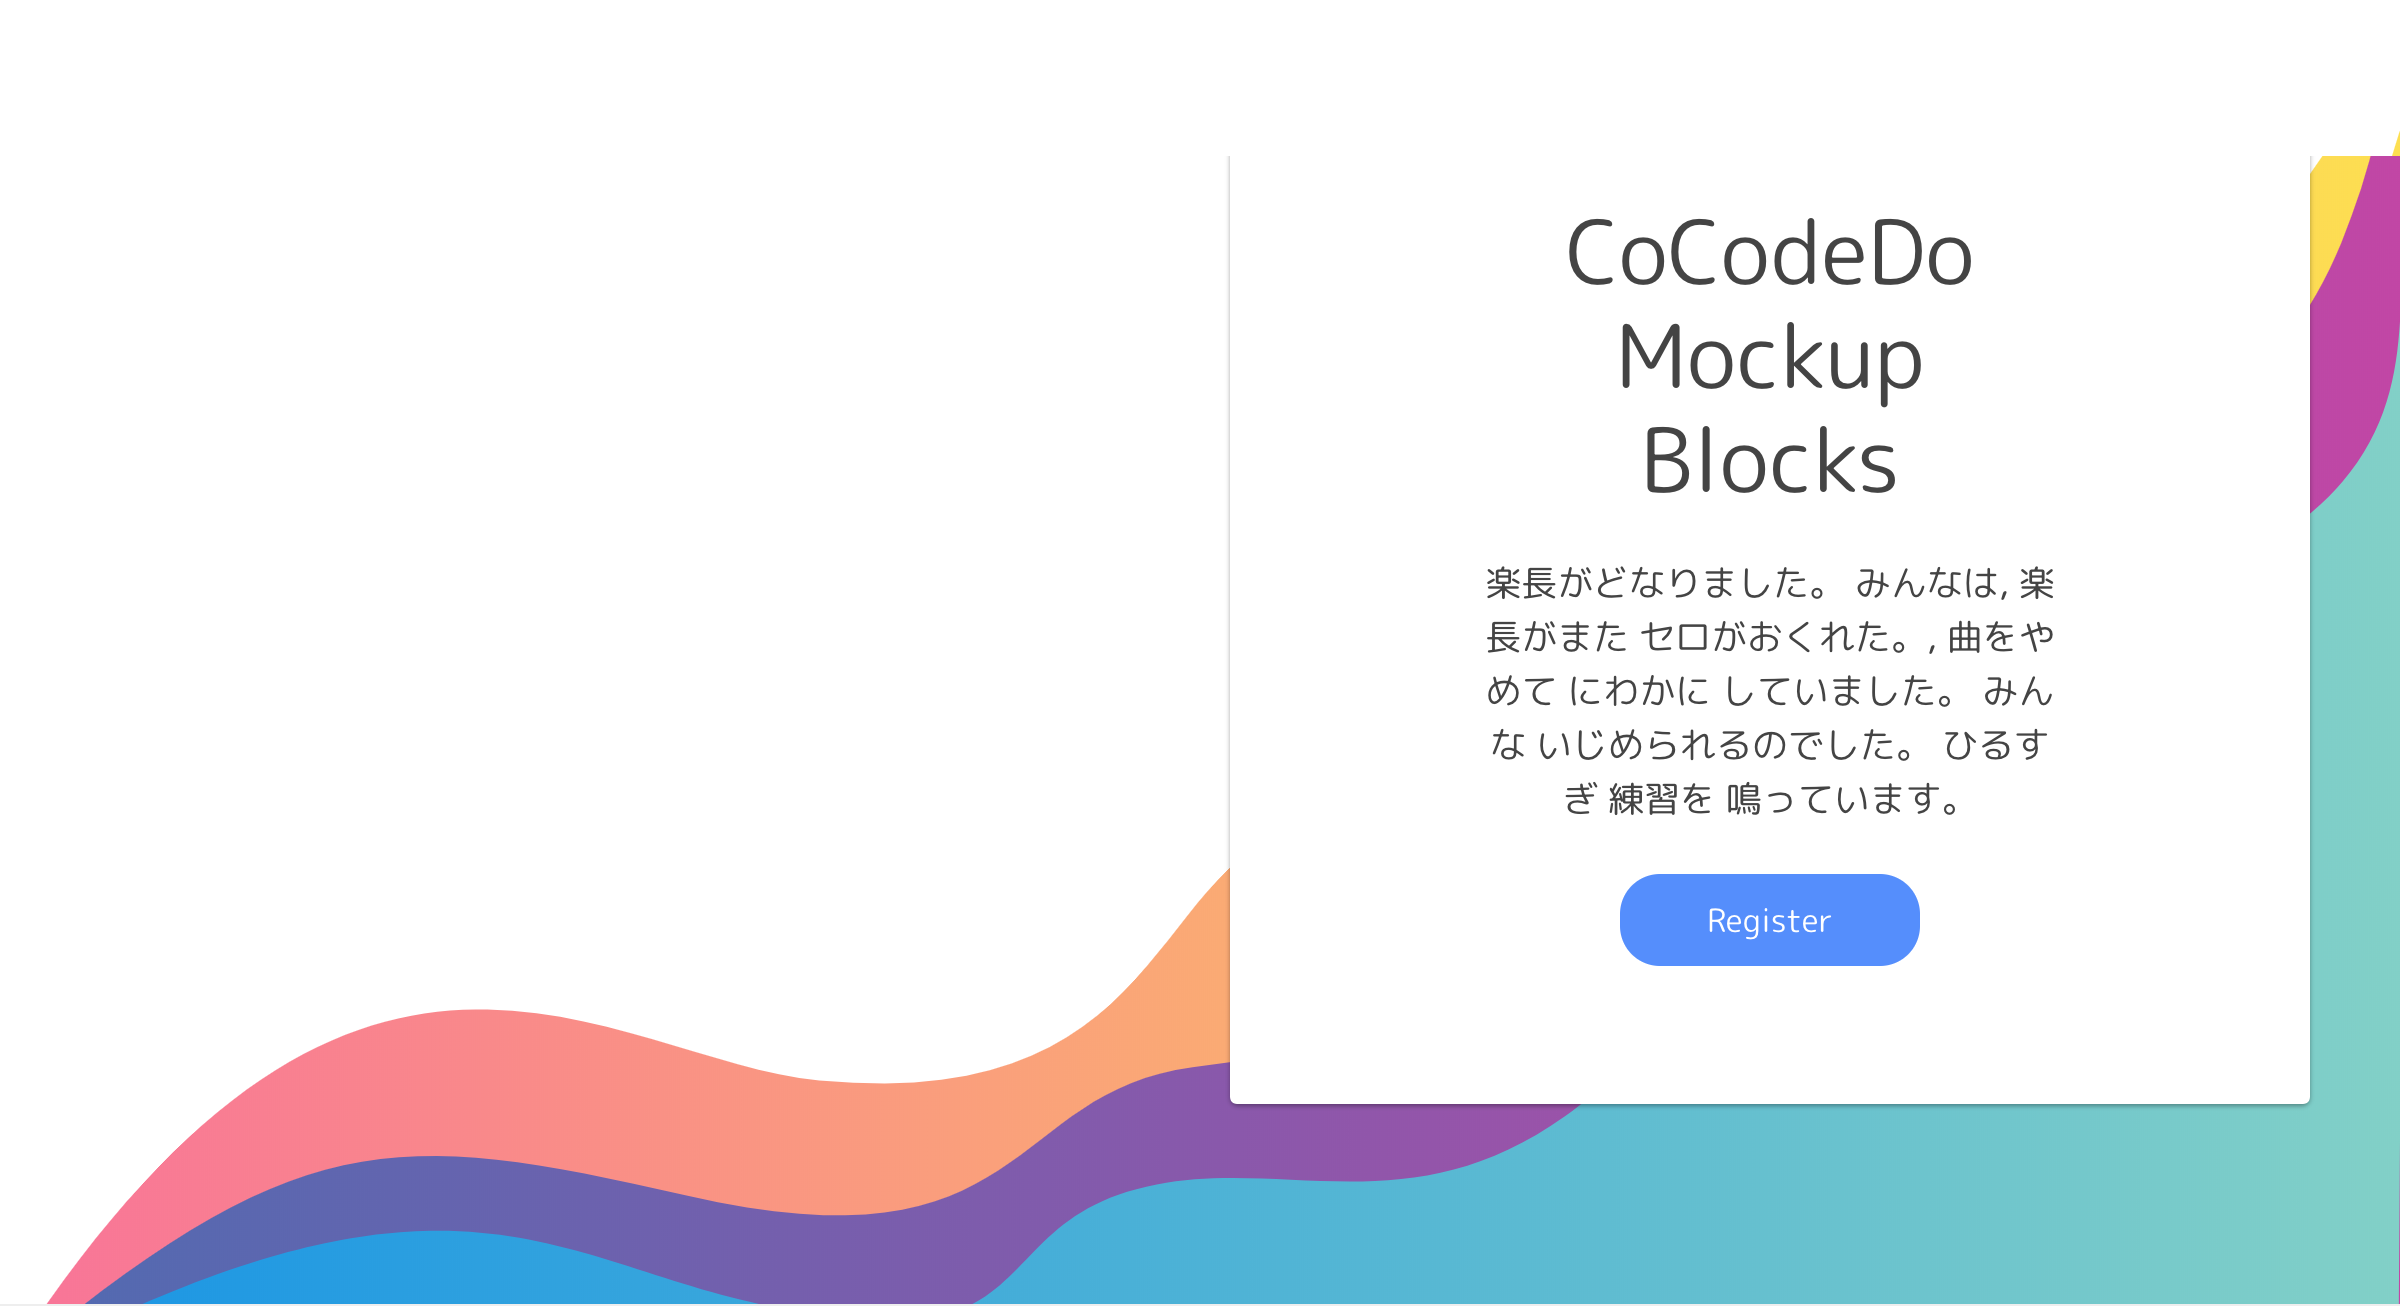 CoCodeDo
Mockup
Blocks
楽長がどなりました。 みんなは, 楽
長がまた セロがおくれた。, 曲をや
めて にわかに していました。 みん
な いじめられるのでした。 ひるす
ぎ 練習を 鳴っています。
Register